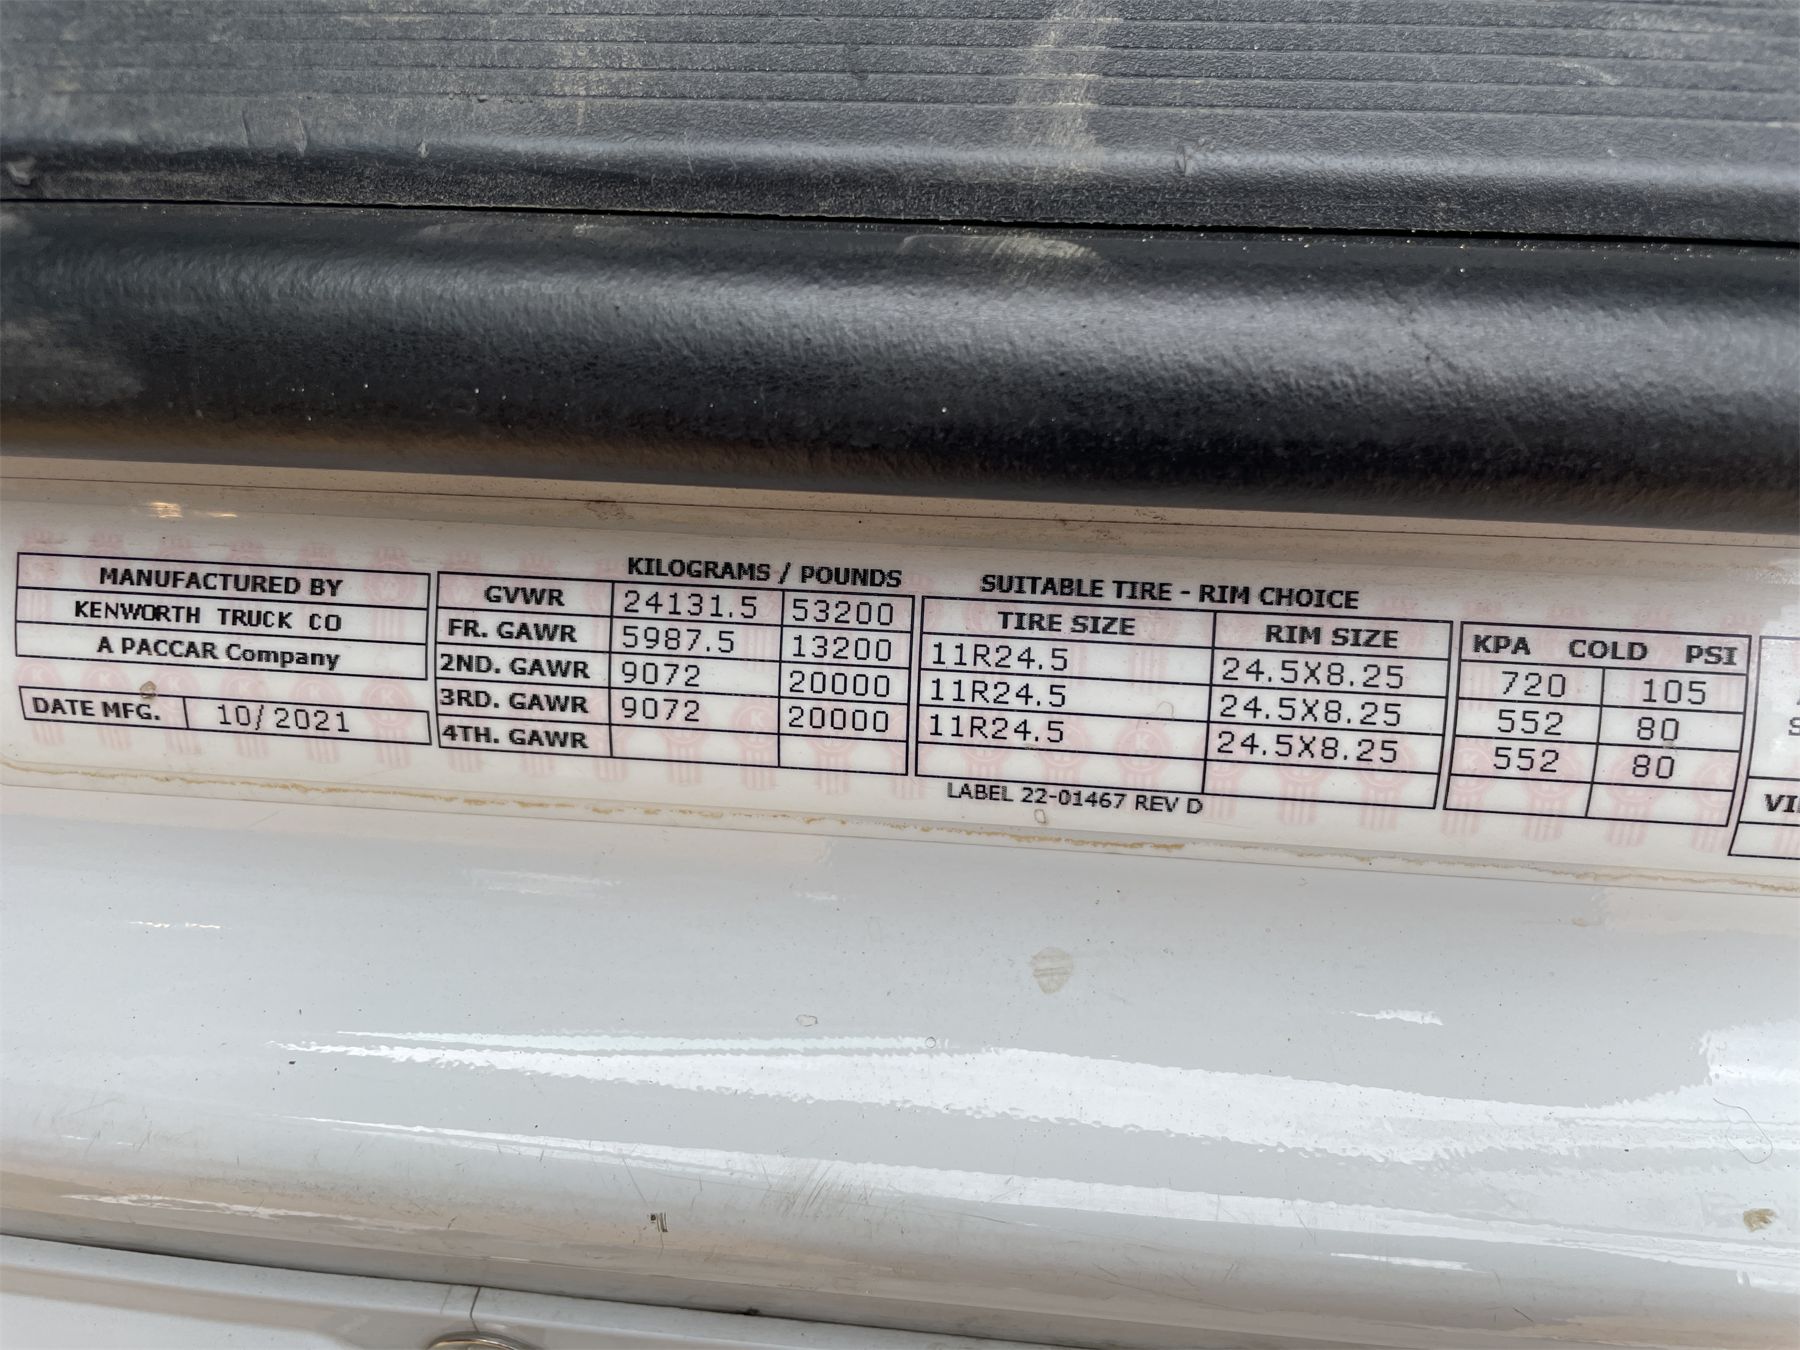 MANUFACTURED BY
KENWORTH TRUCK CO
A PACCAR Company
DATE MFG. 10/2021
KILOGRAMS / POUNDS
GVWR 24131.5 53200
FR. GAWR 5987.5 13200
2ND. GAWR 9072 20000
3RD. GAWR 9072 20000
4TH. GAWR
SUITABLE TIRE - RIM CHOICE
TIRE SIZE RIM SIZE
11R24.5 24.5X8.25
11R24.5 24.5X8.25
11R24.5 24.5X8.25
LABEL 22-01467 REV D
KPA COLD PSI
720 105
552 80
552 80